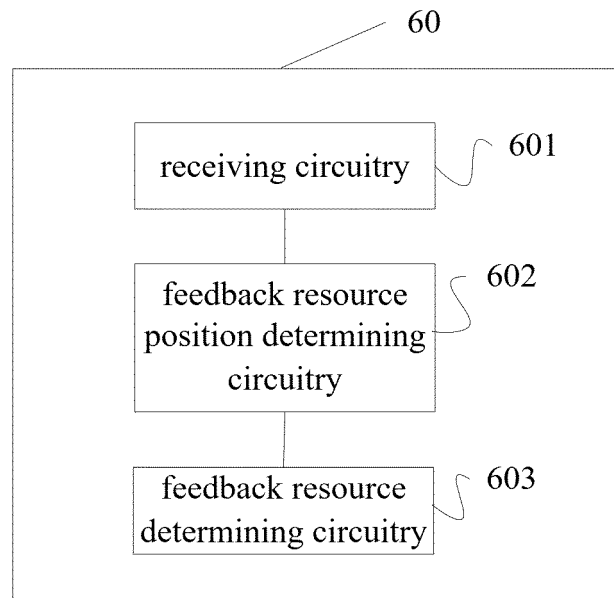 60
receiving circuitry
601
feedback resource
position determining
circuitry
602
feedback resource
determining circuitry
603